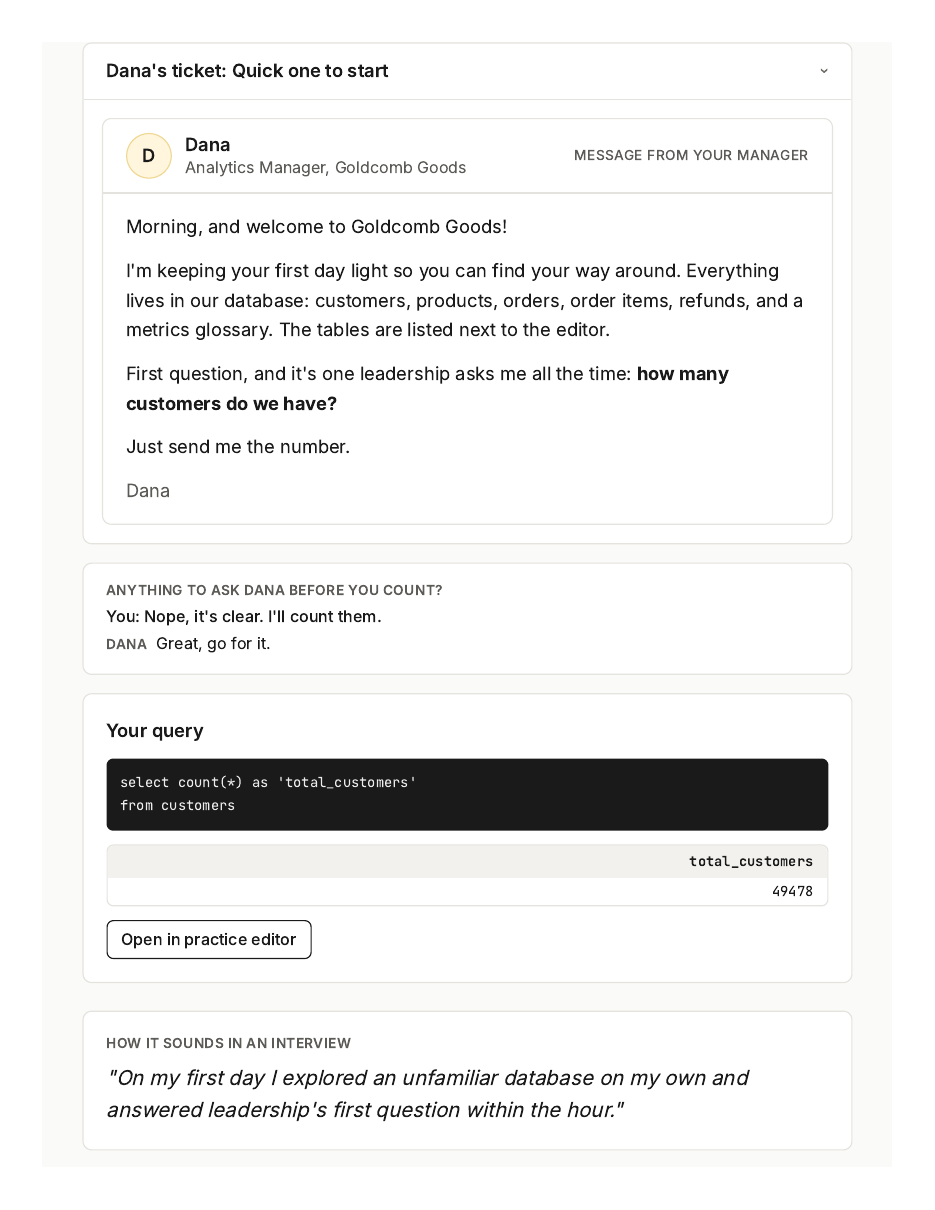 Dana's ticket: Quick one to start
D
Dana
Analytics Manager, Goldcomb Goods
MESSAGE FROM YOUR MANAGER
Morning, and welcome to Goldcomb Goods!
I'm keeping your first day light so you can find your way around. Everything
lives in our database: customers, products, orders, order items, refunds, and a
metrics glossary. The tables are listed next to the editor.
First question, and it's one leadership asks me all the time: how many
customers do we have?
Just send me the number.
Dana
ANYTHING TO ASK DANA BEFORE YOU COUNT?
You: Nope, it's clear. I'll count them.
DANA Great, go for it.
Your query
select count(*) as 'total_customers'
from customers
total_customers
49478
Open in practice editor
HOW IT SOUNDS IN AN INTERVIEW
"On my first day I explored an unfamiliar database on my own and
answered leadership's first question within the hour."